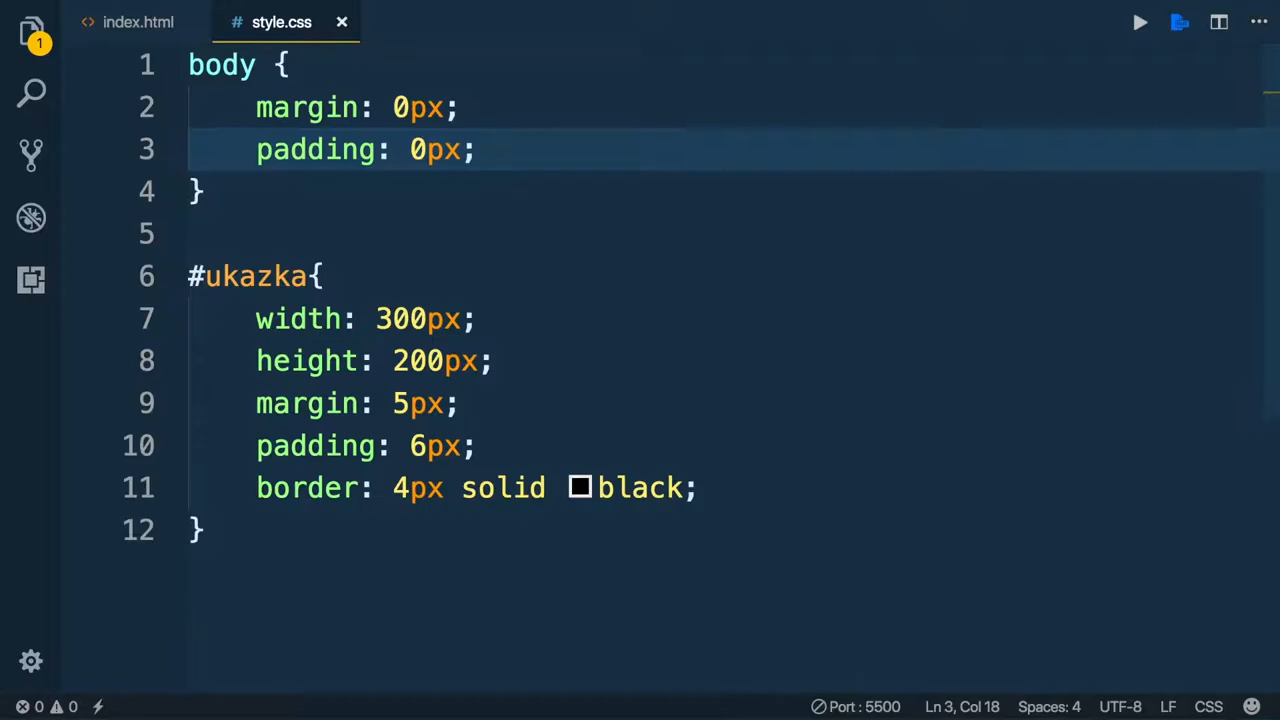 index.html
style.css
1
1 body {
2 margin: 0px;
3 padding: 0px;
4 }
5
6 #ukazka{
7 width: 300px;
8 height: 200px;
9 margin: 5px;
10 padding: 6px;
11 border: 4px solid black;
12 }
0 0 Port : 5500 Ln 3, Col 18 Spaces: 4 UTF-8 LF CSS